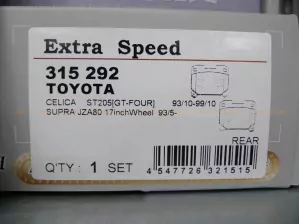 Extra Speed
315 292
TOYOTA
CELICA ST205[GT-FOUR] 93/10-99/10
SUPRA JZA80 17inchWheel 93/5-
REAR
Q'TY : 1 SET
4 547726 321515